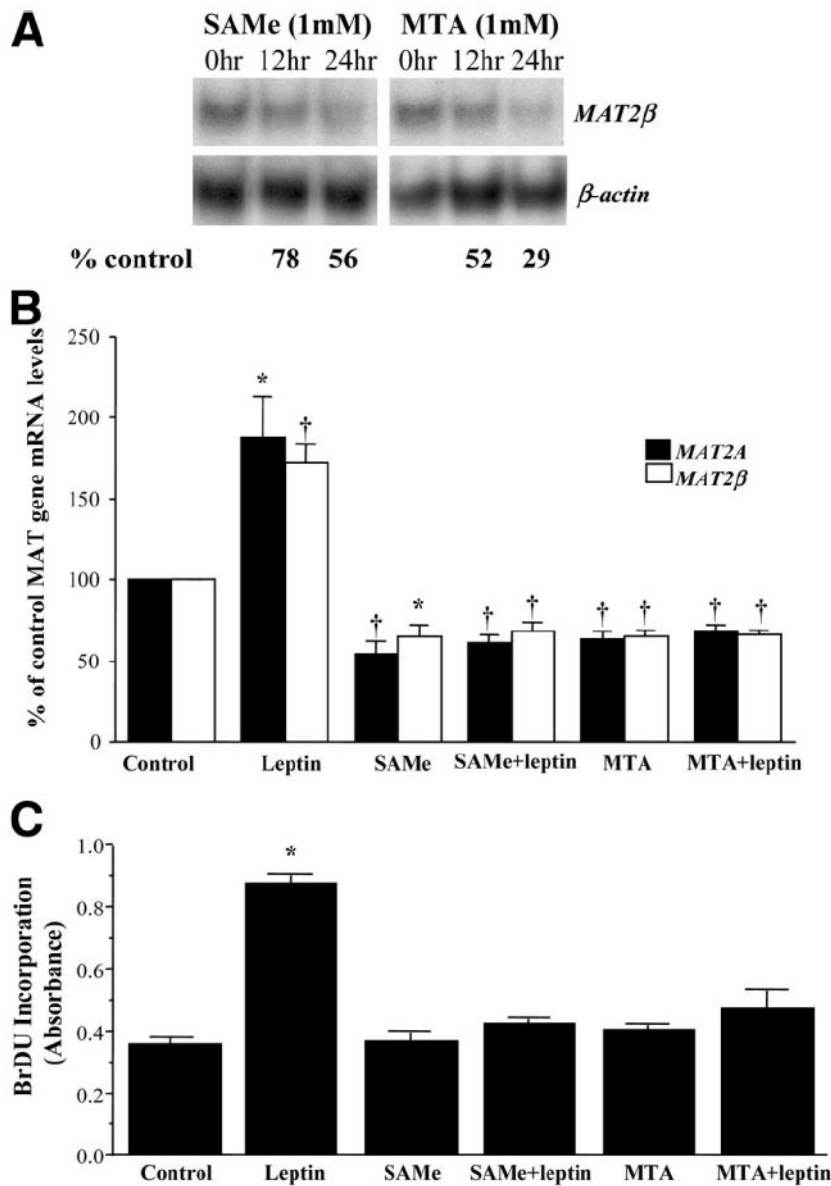 A
SAMe (1mM) MTA (1mM)
0hr 12hr 24hr 0hr 12hr 24hr
MAT2β
β-actin
% control 78 56 52 29
B
% of control MAT gene mRNA levels
250
200
150
100
50
0
* † † * † † † † † †
MAT2A
MAT2β
Control Leptin SAMe SAMe+leptin MTA MTA+leptin
C
BrDU Incorporation
(Absorbance)
1.0
0.8
0.6
0.4
0.2
0.0
*
Control Leptin SAMe SAMe+leptin MTA MTA+leptin